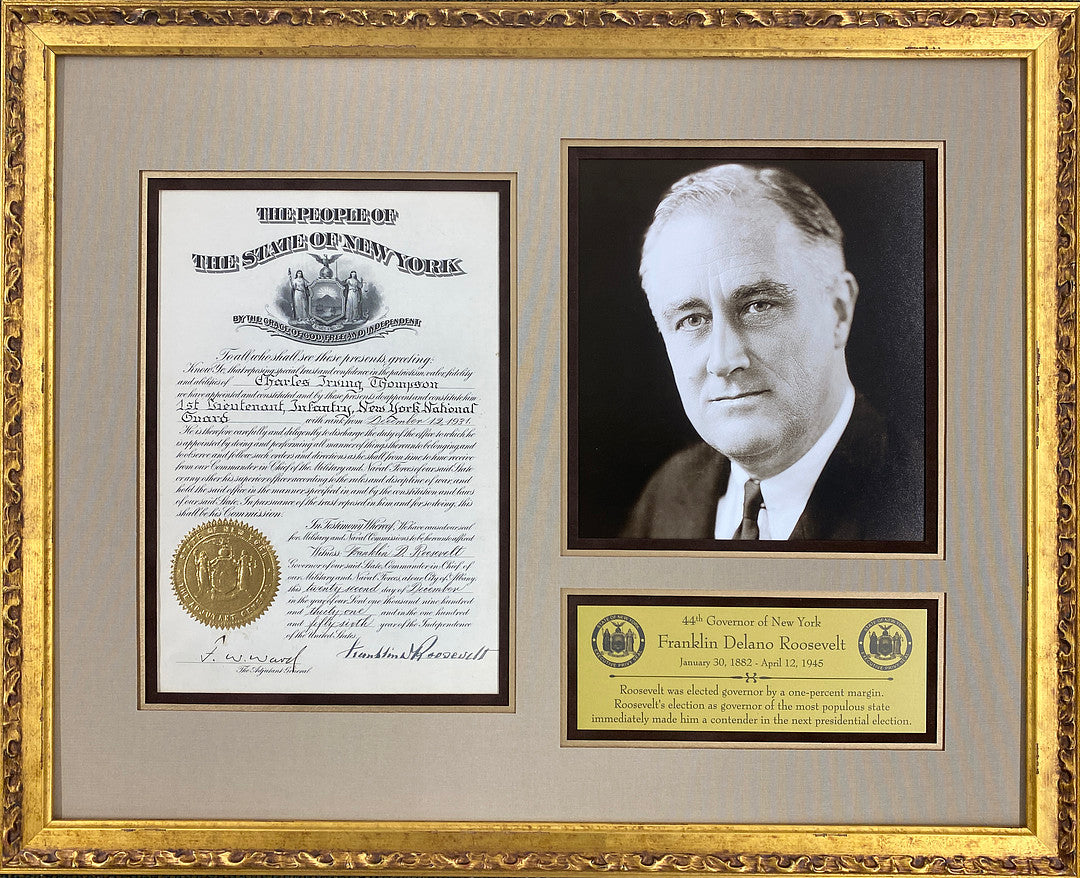 THE PEOPLE OF
THE STATE OF NEW YORK
BY THE GRACE OF GOD, FREE AND INDEPENDENT
To all who shall see these presents, greeting:
Know Ye, that reposing special trust and confidence in the patriotism, valor, fidelity
and abilities of Charles Irving Thompson
we have appointed and constituted and by these presents do appoint and constitute him
1st Lieutenant, Infantry, New York National
Guard with rank from December 12, 1931.
He is therefore carefully and diligently to discharge the duty of the office to which he
is appointed by doing and performing all manner of things thereunto belonging and
to observe and follow such orders and directions as he shall from time to time receive
from our Commander in Chief of the Military and Naval Forces of our said State
or any other his superior officer according to the rules and discipline of war, and
hold the said office in the manner specified in and by the constitution and laws
of our said State. In pursuance of the trust reposed in him and for so doing, this
shall be his Commission.
In Testimony Whereof, We have caused our seal
for Military and Naval Commissions to be hereunto affixed
Witness Franklin D. Roosevelt
Governor of our said State, Commander in Chief of
our Military and Naval Forces, at our City of Albany,
this twenty second day of December
in the year of our Lord one thousand nine hundred
and thirty one and in the one hundred
and fifty sixth year of the Independence
of the United States.
F. W. Ward
Franklin D Roosevelt
The Adjutant General
44th Governor of New York
Franklin Delano Roosevelt
January 30, 1882 - April 12, 1945
Roosevelt was elected governor by a one-percent margin.
Roosevelt's election as governor of the most populous state
immediately made him a contender in the next presidential election.